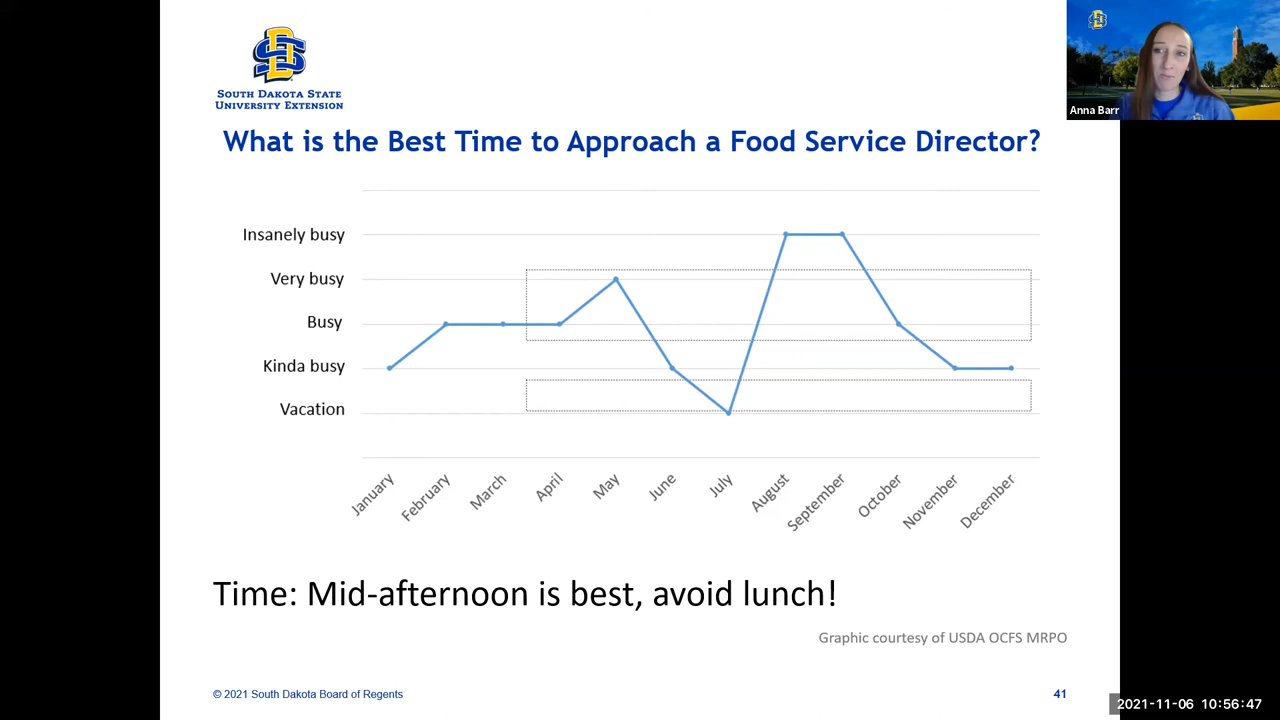 SOUTH DAKOTA STATE
UNIVERSITY EXTENSION
Anna Barr
What is the Best Time to Approach a Food Service Director?
Insanely busy
Very busy
Busy
Kinda busy
Vacation
January
February
March
April
May
June
July
August
September
October
November
December
Time: Mid-afternoon is best, avoid lunch!
Graphic courtesy of USDA OCFS MRPO
© 2021 South Dakota Board of Regents
41
2021-11-06 10:56:47